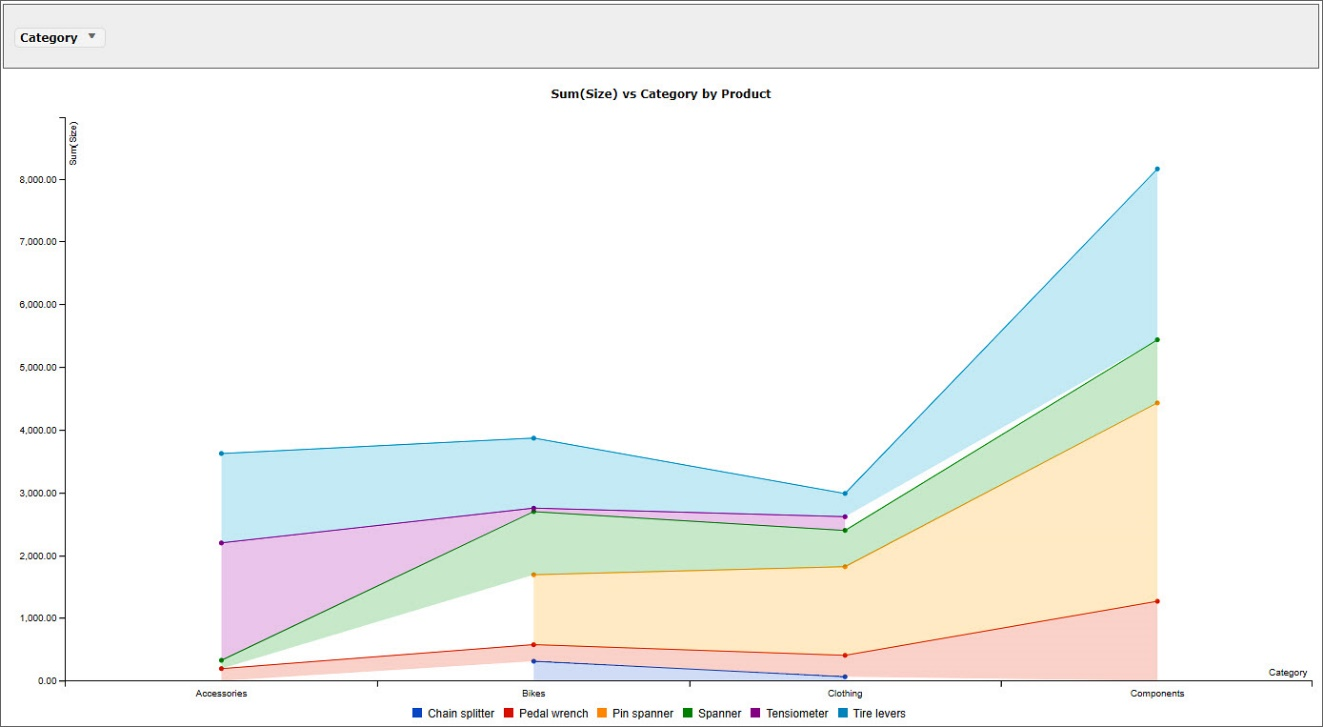 Category
Sum(Size) vs Category by Product
Sum(Size)
8,000.00
7,000.00
6,000.00
5,000.00
4,000.00
3,000.00
2,000.00
1,000.00
0.00
Category
Accessories Bikes Clothing Components
Chain splitter Pedal wrench Pin spanner Spanner Tensiometer Tire levers